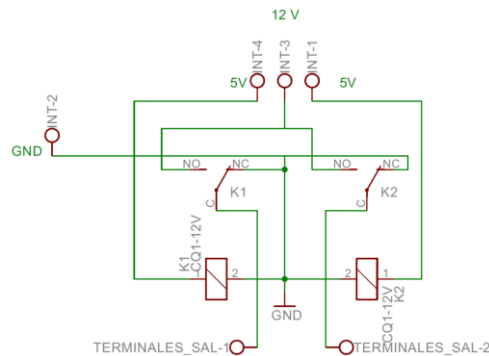 12 V
INT-4
INT-3
INT-1
5V
5V
INT-2
GND
NO
NC
NO
NC
K1
K2
C
C
K1
CQ1-12V
2
2
1
CQ1-12V
K2
GND
TERMINALES_SAL-1
TERMINALES_SAL-2